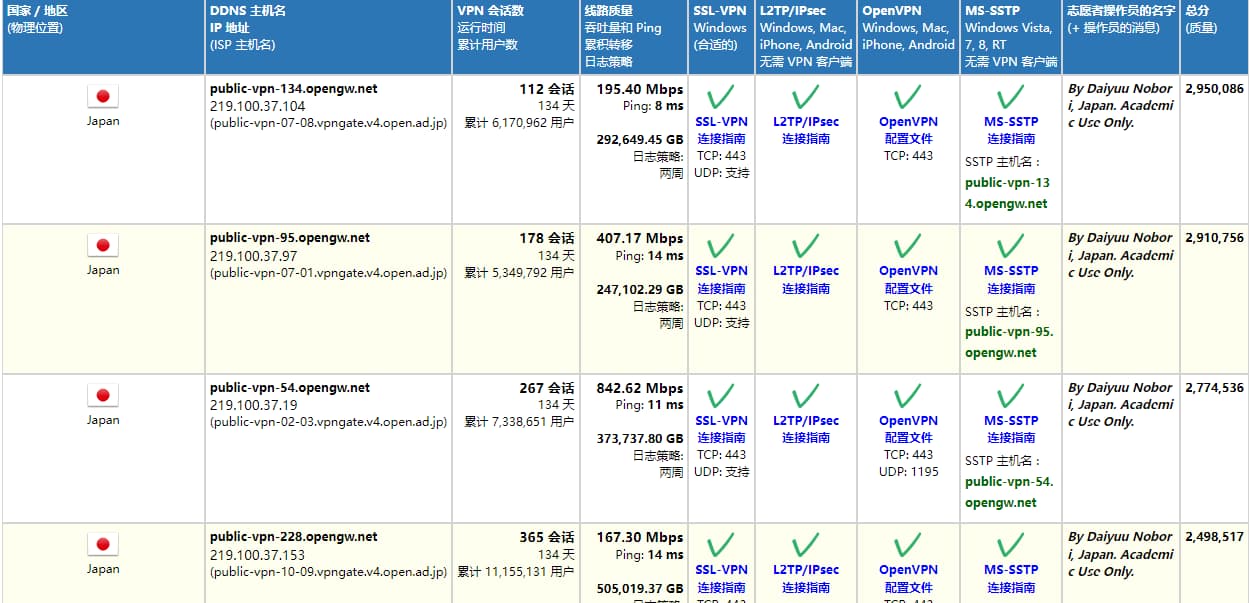 国家 / 地区
(物理位置)
DDNS 主机名
IP 地址
(ISP 主机名)
VPN 会话数
运行时间
累计用户数
线路质量
吞吐量和 Ping
累积转移
日志策略
SSL-VPN
Windows
(合适的)
L2TP/IPsec
Windows, Mac,
iPhone, Android
无需 VPN 客户端
OpenVPN
Windows, Mac,
iPhone, Android
MS-SSTP
Windows Vista,
7, 8, RT
无需 VPN 客户端
志愿者操作员的名字
(+ 操作员的消息)
总分
(质量)
Japan
public-vpn-134.opengw.net
219.100.37.104
(public-vpn-07-08.vpngate.v4.open.ad.jp)
112 会话
134 天
累计 6,170,962 用户
195.40 Mbps
Ping: 8 ms
292,649.45 GB
日志策略:
两周
SSL-VPN
连接指南
TCP: 443
UDP: 支持
L2TP/IPsec
连接指南
OpenVPN
配置文件
TCP: 443
MS-SSTP
连接指南
SSTP 主机名 :
public-vpn-13
4.opengw.net
By Daiyuu Nobor
i, Japan. Academi
c Use Only.
2,950,086
Japan
public-vpn-95.opengw.net
219.100.37.97
(public-vpn-07-01.vpngate.v4.open.ad.jp)
178 会话
134 天
累计 5,349,792 用户
407.17 Mbps
Ping: 14 ms
247,102.29 GB
日志策略:
两周
SSL-VPN
连接指南
TCP: 443
UDP: 支持
L2TP/IPsec
连接指南
OpenVPN
配置文件
TCP: 443
MS-SSTP
连接指南
SSTP 主机名 :
public-vpn-95.
opengw.net
By Daiyuu Nobor
i, Japan. Academi
c Use Only.
2,910,756
Japan
public-vpn-54.opengw.net
219.100.37.19
(public-vpn-02-03.vpngate.v4.open.ad.jp)
267 会话
134 天
累计 7,338,651 用户
842.62 Mbps
Ping: 11 ms
373,737.80 GB
日志策略:
两周
SSL-VPN
连接指南
TCP: 443
UDP: 支持
L2TP/IPsec
连接指南
OpenVPN
配置文件
TCP: 443
UDP: 1195
MS-SSTP
连接指南
SSTP 主机名 :
public-vpn-54.
opengw.net
By Daiyuu Nobor
i, Japan. Academi
c Use Only.
2,774,536
Japan
public-vpn-228.opengw.net
219.100.37.153
(public-vpn-10-09.vpngate.v4.open.ad.jp)
365 会话
134 天
累计 11,155,131 用户
167.30 Mbps
Ping: 14 ms
505,019.37 GB
SSL-VPN
连接指南
L2TP/IPsec
连接指南
OpenVPN
配置文件
MS-SSTP
连接指南
By Daiyuu Nobor
i, Japan. Academi
c Use Only.
2,498,517